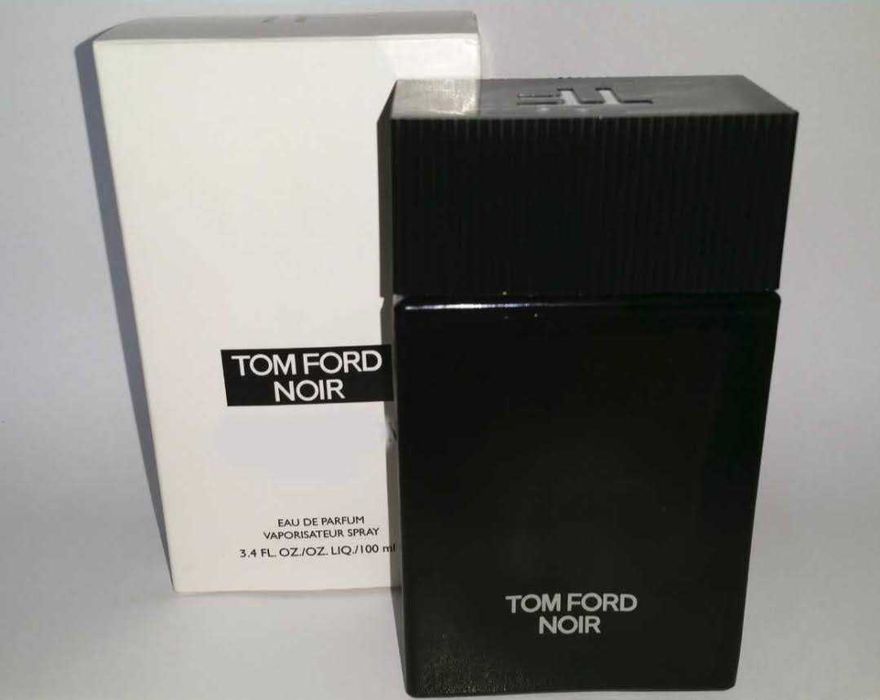 TOM FORD
NOIR
EAU DE PARFUM
VAPORISATEUR SPRAY
3.4 FL. OZ./OZ. LIQ./100 ml
TOM FORD
NOIR